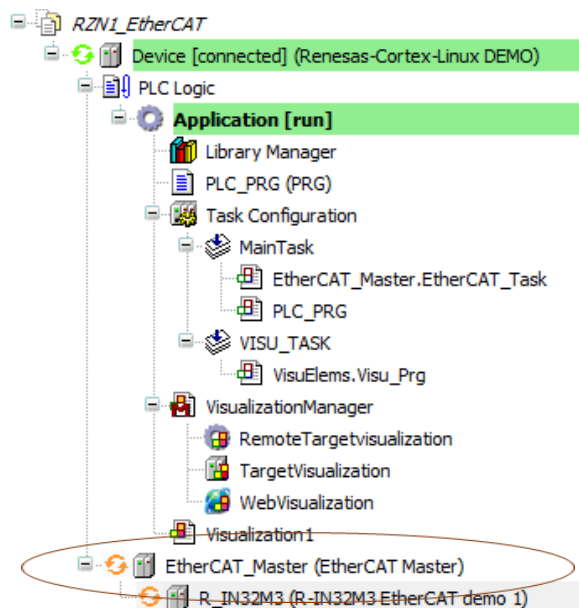 RZN1_EtherCAT
Device [connected] (Renesas-Cortex-Linux DEMO)
PLC Logic
Application [run]
Library Manager
PLC_PRG (PRG)
Task Configuration
MainTask
EtherCAT_Master.EtherCAT_Task
PLC_PRG
VISU_TASK
VisuElems.Visu_Prg
VisualizationManager
RemoteTargetvisualization
TargetVisualization
WebVisualization
Visualization1
EtherCAT_Master (EtherCAT Master)
R_IN32M3 (R-IN32M3 EtherCAT demo 1)